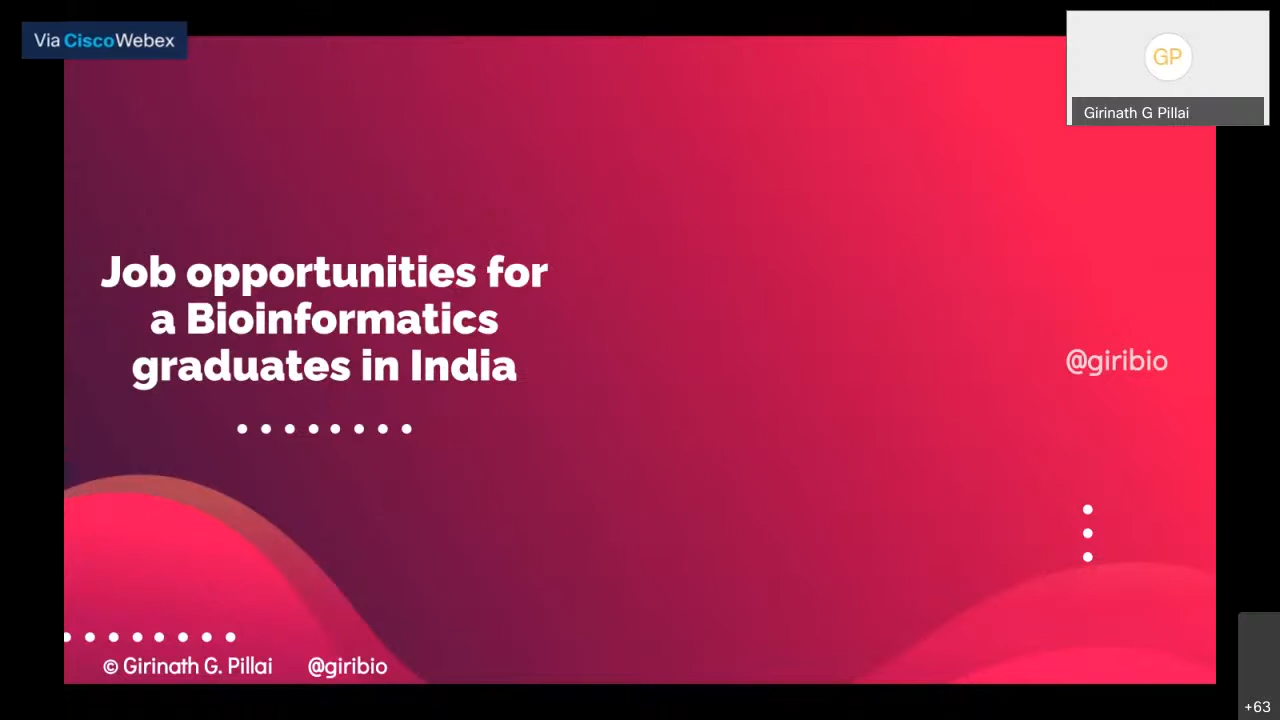 Via CiscoWebex
GP
Girinath G Pillai
Job opportunities for
a Bioinformatics
graduates in India
@giribio
© Girinath G. Pillai @giribio
+63